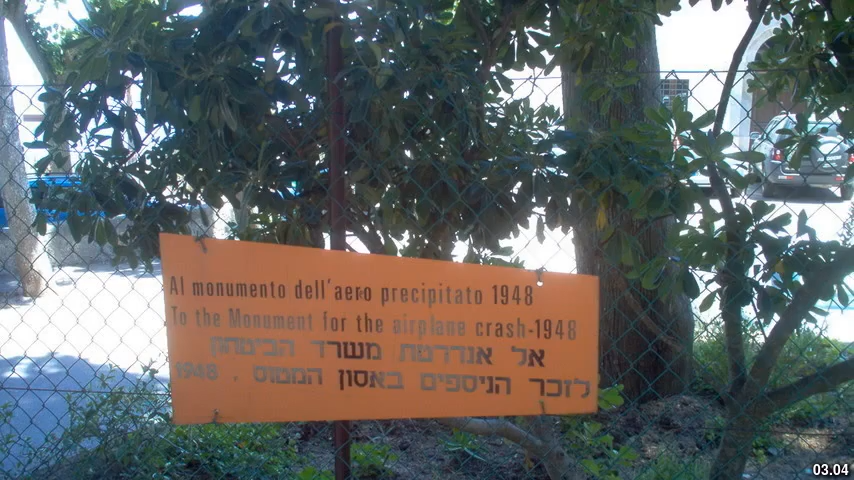 Al monumento dell'aereo precipitato 1948
To the Monument for the airplane crash-1948
אל אנדרטת משרד הביטחון
לזכר הניספים באסון המטוס . 1948
03.04